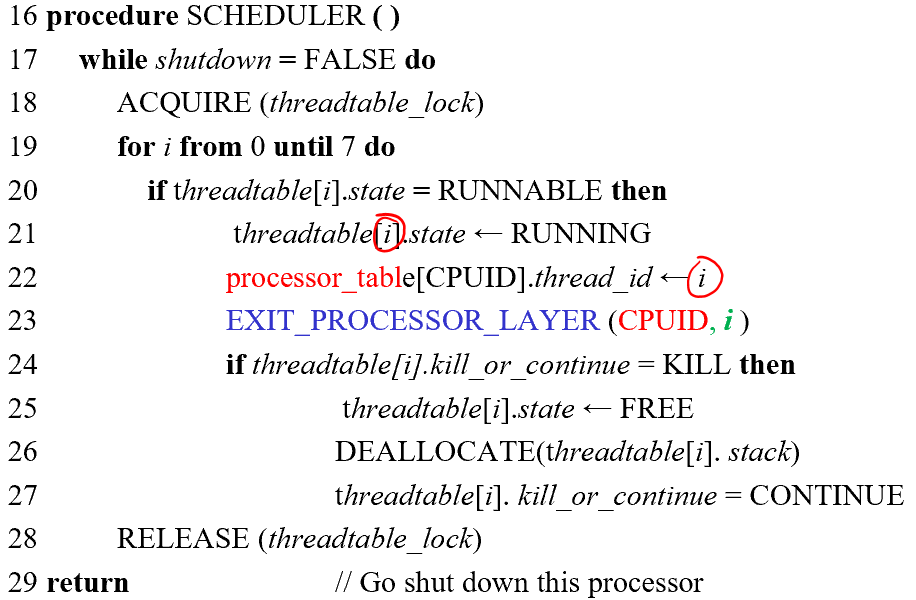 16 procedure SCHEDULER ( )
17 while shutdown = FALSE do
18 ACQUIRE (threadtable_lock)
19 for i from 0 until 7 do
20 if threadtable[i].state = RUNNABLE then
21 threadtable[i].state ← RUNNING
22 processor_table[CPUID].thread_id ← i
23 EXIT_PROCESSOR_LAYER (CPUID, i )
24 if threadtable[i].kill_or_continue = KILL then
25 threadtable[i].state ← FREE
26 DEALLOCATE(threadtable[i]. stack)
27 threadtable[i]. kill_or_continue = CONTINUE
28 RELEASE (threadtable_lock)
29 return // Go shut down this processor